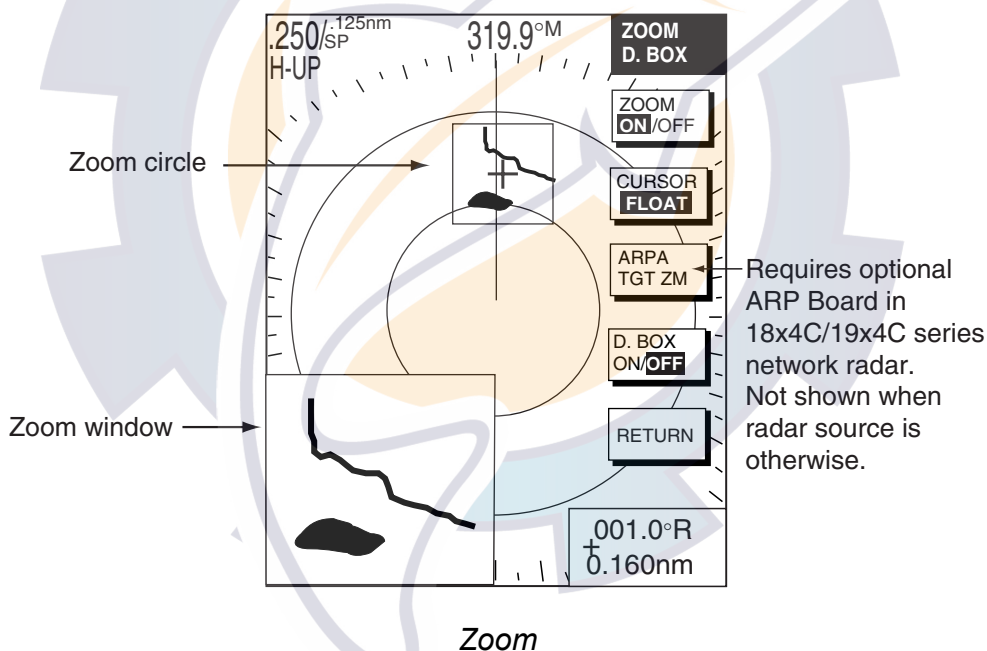 .250/.125nm
SP
H-UP
319.9°M
ZOOM
D. BOX
ZOOM
ON/OFF
Zoom circle
CURSOR
FLOAT
ARPA
TGT ZM
Requires optional
ARP Board in
18x4C/19x4C series
network radar.
Not shown when
radar source is
otherwise.
D. BOX
ON/OFF
Zoom window
RETURN
001.0°R
0.160nm
Zoom